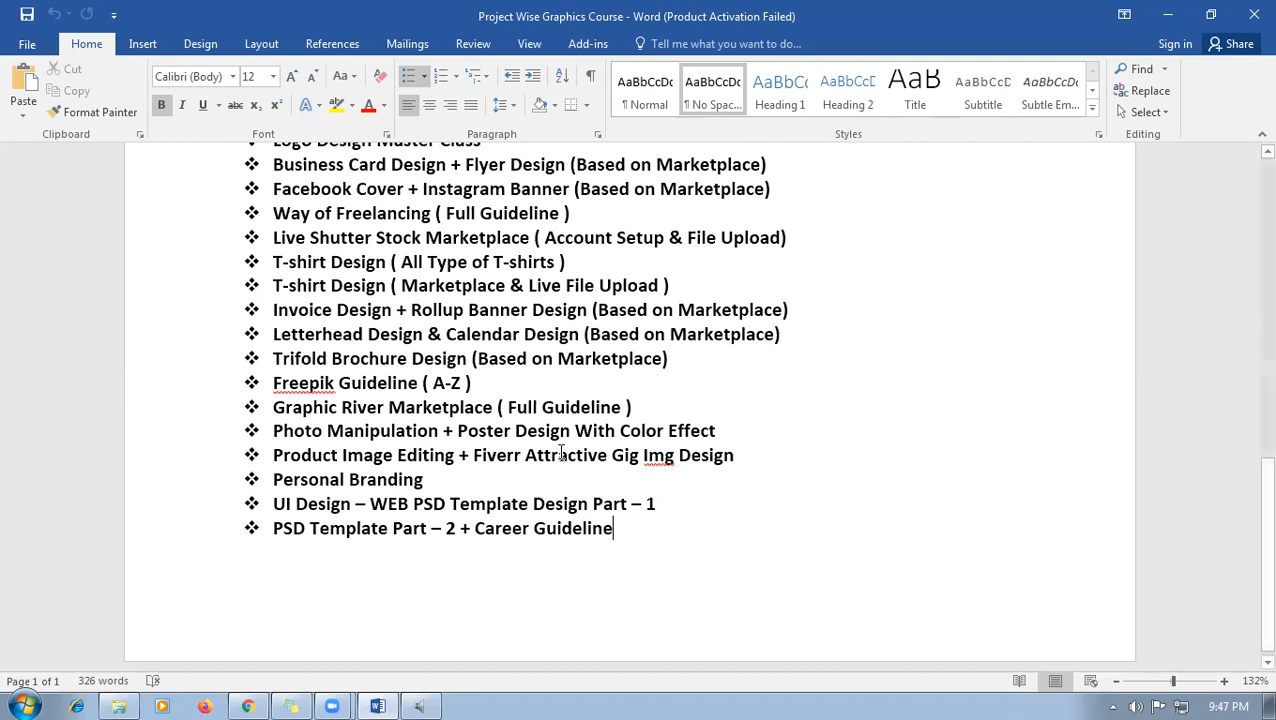 Project Wise Graphics Course - Word (Product Activation Failed)
File Home Insert Design Layout References Mailings Review View Add-ins Tell me what you want to do... Sign in Share
Paste Cut Copy Format Painter Clipboard
Calibri (Body) 12 Aa B I U abc X₂ X² Font
Paragraph
AaBbCcDc AaBbCcDc AaBbCc AaBbCcC AaB AaBbCcD AaBbCcDc
¶ Normal ¶ No Spac... Heading 1 Heading 2 Title Subtitle Subtle Em...
Styles
Find Replace Select Editing
Logo Design Master Class
❖ Business Card Design + Flyer Design (Based on Marketplace)
❖ Facebook Cover + Instagram Banner (Based on Marketplace)
❖ Way of Freelancing ( Full Guideline )
❖ Live Shutter Stock Marketplace ( Account Setup & File Upload)
❖ T-shirt Design ( All Type of T-shirts )
❖ T-shirt Design ( Marketplace & Live File Upload )
❖ Invoice Design + Rollup Banner Design (Based on Marketplace)
❖ Letterhead Design & Calendar Design (Based on Marketplace)
❖ Trifold Brochure Design (Based on Marketplace)
❖ Freepik Guideline ( A-Z )
❖ Graphic River Marketplace ( Full Guideline )
❖ Photo Manipulation + Poster Design With Color Effect
❖ Product Image Editing + Fiverr Attractive Gig Img Design
❖ Personal Branding
❖ UI Design – WEB PSD Template Design Part – 1
❖ PSD Template Part – 2 + Career Guideline
Page 1 of 1 326 words 132%
9:47 PM